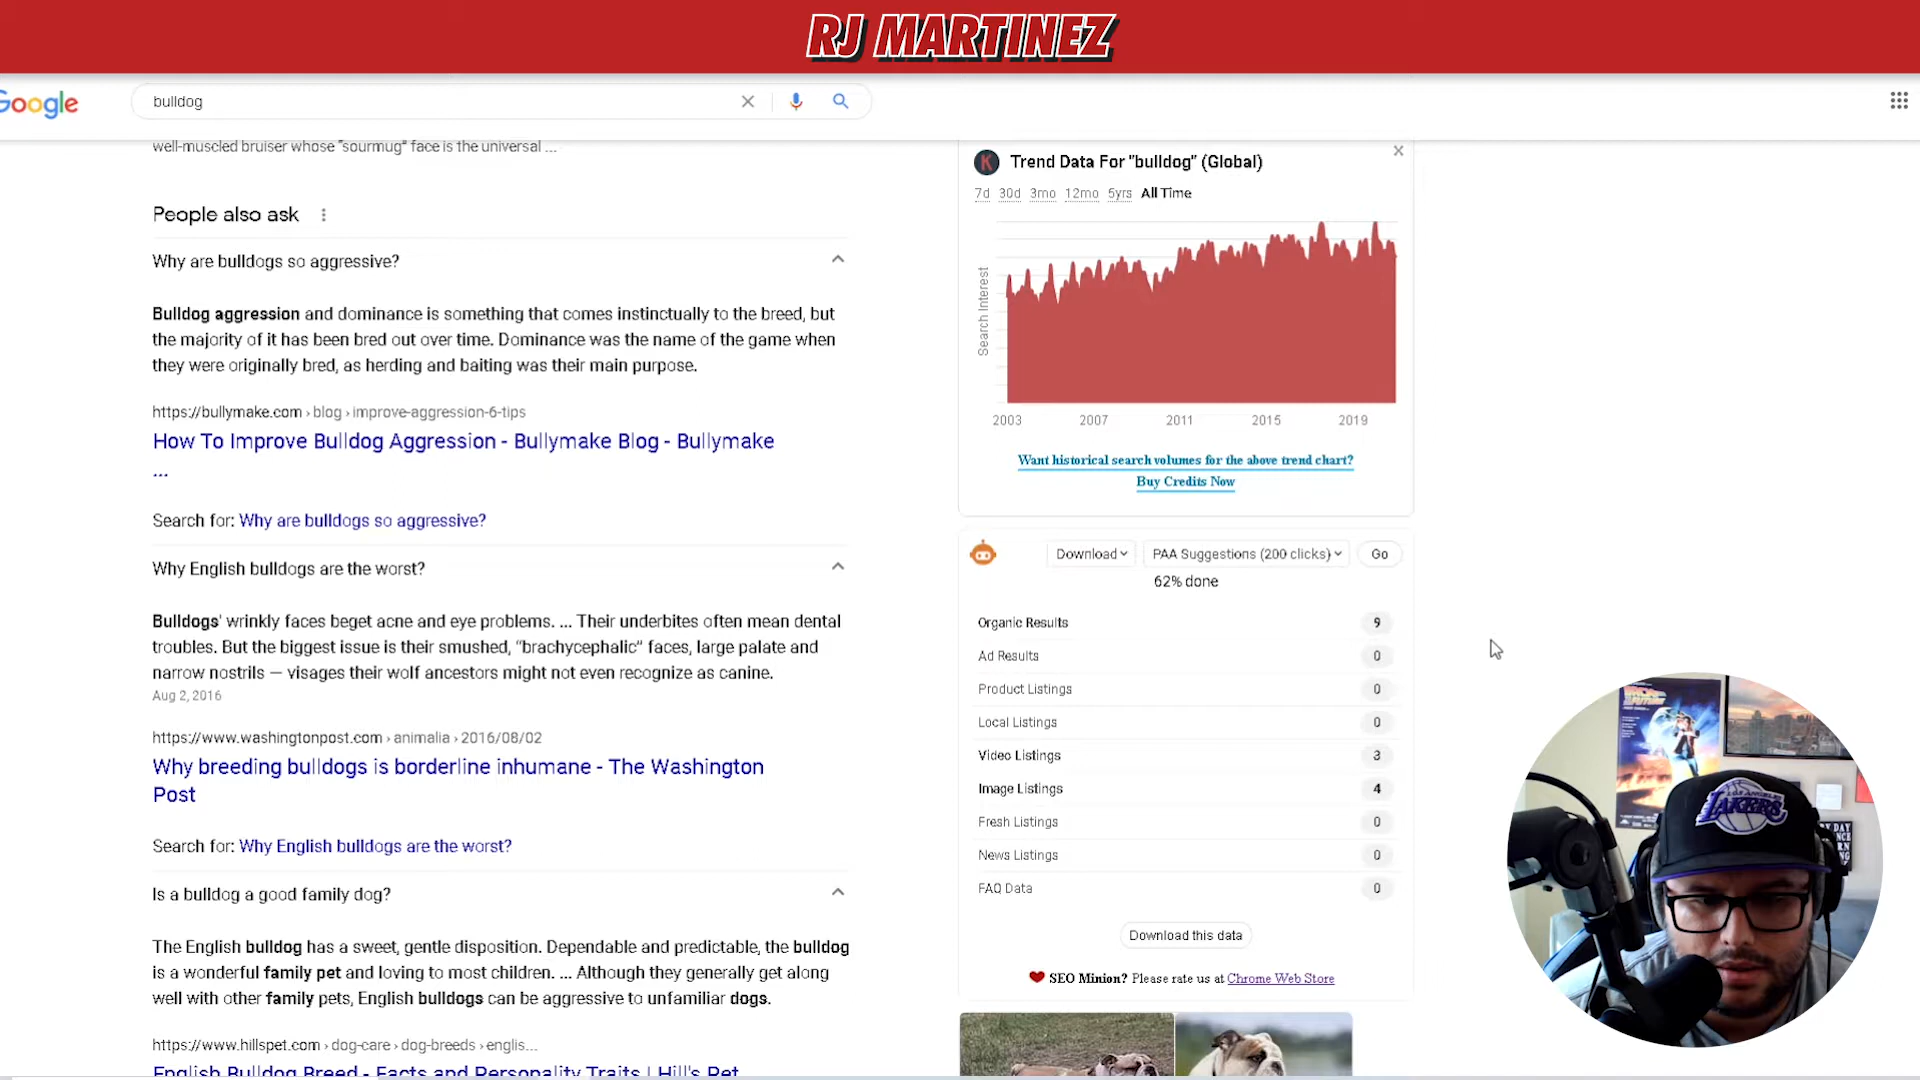 RJ MARTINEZ
Google
bulldog
well-muscled bruiser whose "sourmug" face is the universal ...
People also ask
Why are bulldogs so aggressive?
Bulldog aggression and dominance is something that comes instinctually to the breed, but
the majority of it has been bred out over time. Dominance was the name of the game when
they were originally bred, as herding and baiting was their main purpose.
https://bullymake.com › blog › improve-aggression-6-tips
How To Improve Bulldog Aggression - Bullymake Blog - Bullymake
...
Search for: Why are bulldogs so aggressive?
Why English bulldogs are the worst?
Bulldogs' wrinkly faces beget acne and eye problems. ... Their underbites often mean dental
troubles. But the biggest issue is their smushed, “brachycephalic” faces, large palate and
narrow nostrils — visages their wolf ancestors might not even recognize as canine.
Aug 2, 2016
https://www.washingtonpost.com › animalia › 2016/08/02
Why breeding bulldogs is borderline inhumane - The Washington
Post
Search for: Why English bulldogs are the worst?
Is a bulldog a good family dog?
The English bulldog has a sweet, gentle disposition. Dependable and predictable, the bulldog
is a wonderful family pet and loving to most children. ... Although they generally get along
well with other family pets, English bulldogs can be aggressive to unfamiliar dogs.
https://www.hillspet.com › dog-care › dog-breeds › englis...
English Bulldog Breed - Facts and Personality Traits | Hill's Pet
K
Trend Data For "bulldog" (Global)
7d 30d 3mo 12mo 5yrs All Time
Search Interest
2003 2007 2011 2015 2019
Want historical search volumes for the above trend chart?
Buy Credits Now
Download PAA Suggestions (200 clicks) Go
62% done
Organic Results 9
Ad Results 0
Product Listings 0
Local Listings 0
Video Listings 3
Image Listings 4
Fresh Listings 0
News Listings 0
FAQ Data 0
Download this data
SEO Minion? Please rate us at Chrome Web Store
LOS ANGELES
LAKERS